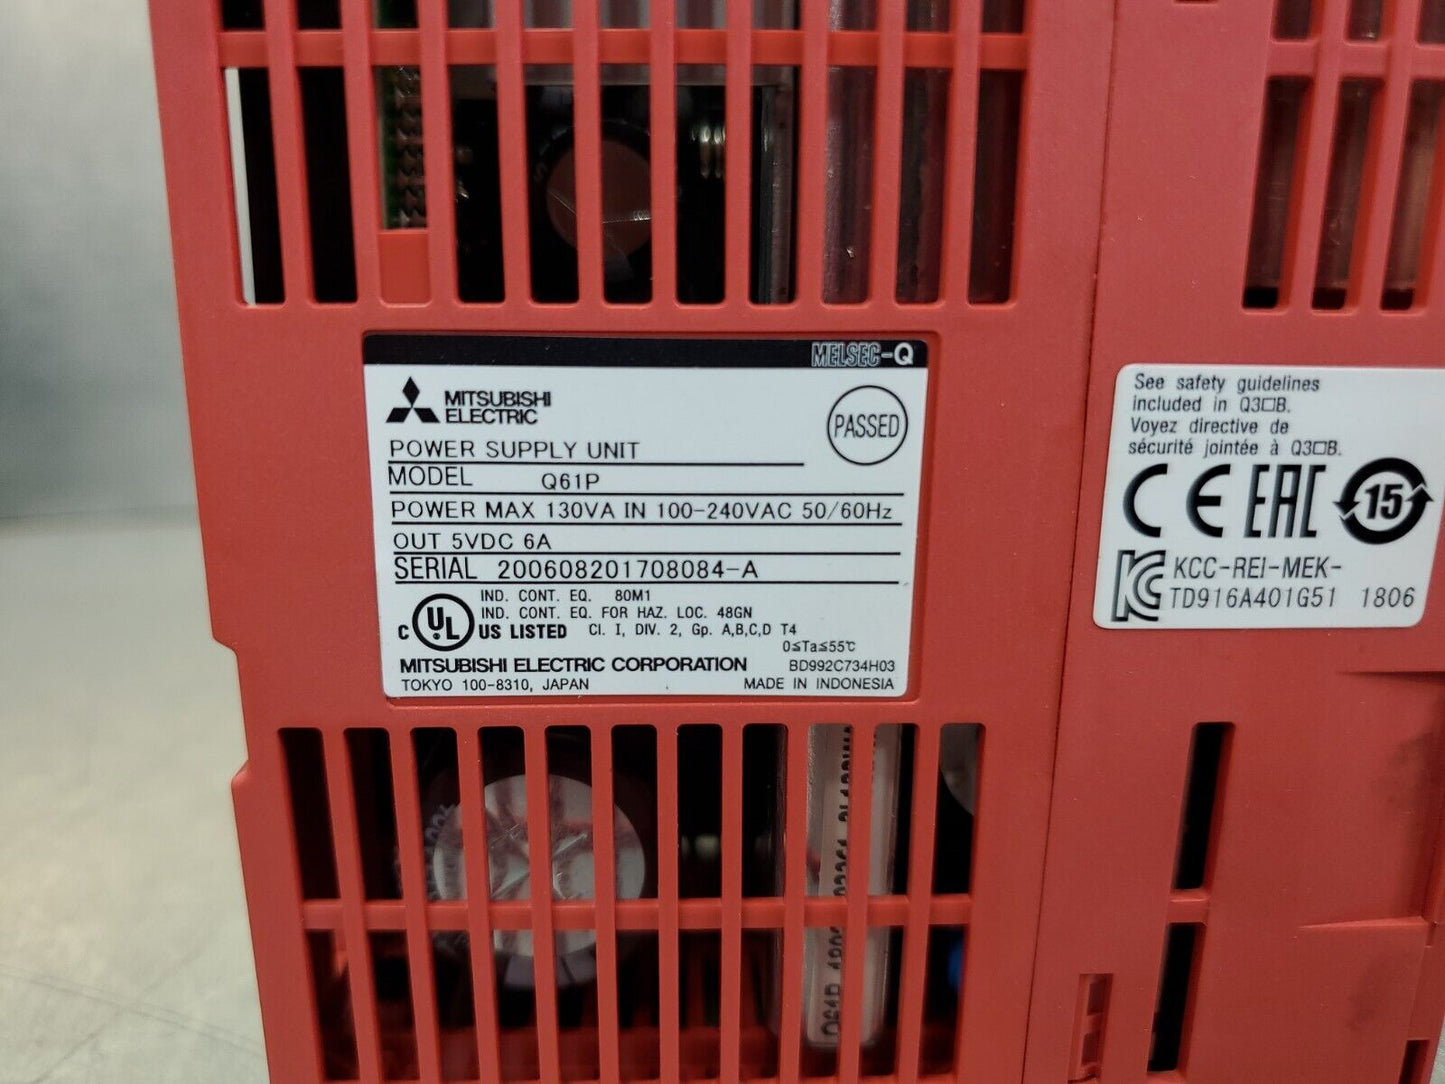 MELSEC-Q
MITSUBISHI
ELECTRIC
PASSED
POWER SUPPLY UNIT
MODEL Q61P
POWER MAX 130VA IN 100-240VAC 50/60Hz
OUT 5VDC 6A
SERIAL 200608201708084-A
IND. CONT. EQ. 80M1
IND. CONT. EQ. FOR HAZ. LOC. 48GN
C UL US LISTED Cl. I, DIV. 2, Gp. A,B,C,D T4
0≤Ta≤55℃
MITSUBISHI ELECTRIC CORPORATION BD992C734H03
TOKYO 100-8310, JAPAN MADE IN INDONESIA
See safety guidelines
included in Q3□B.
Voyez directive de
sécurité jointée à Q3□B.
CE EAC 15
KCC-REI-MEK-
TD916A401G51 1806
Q61P